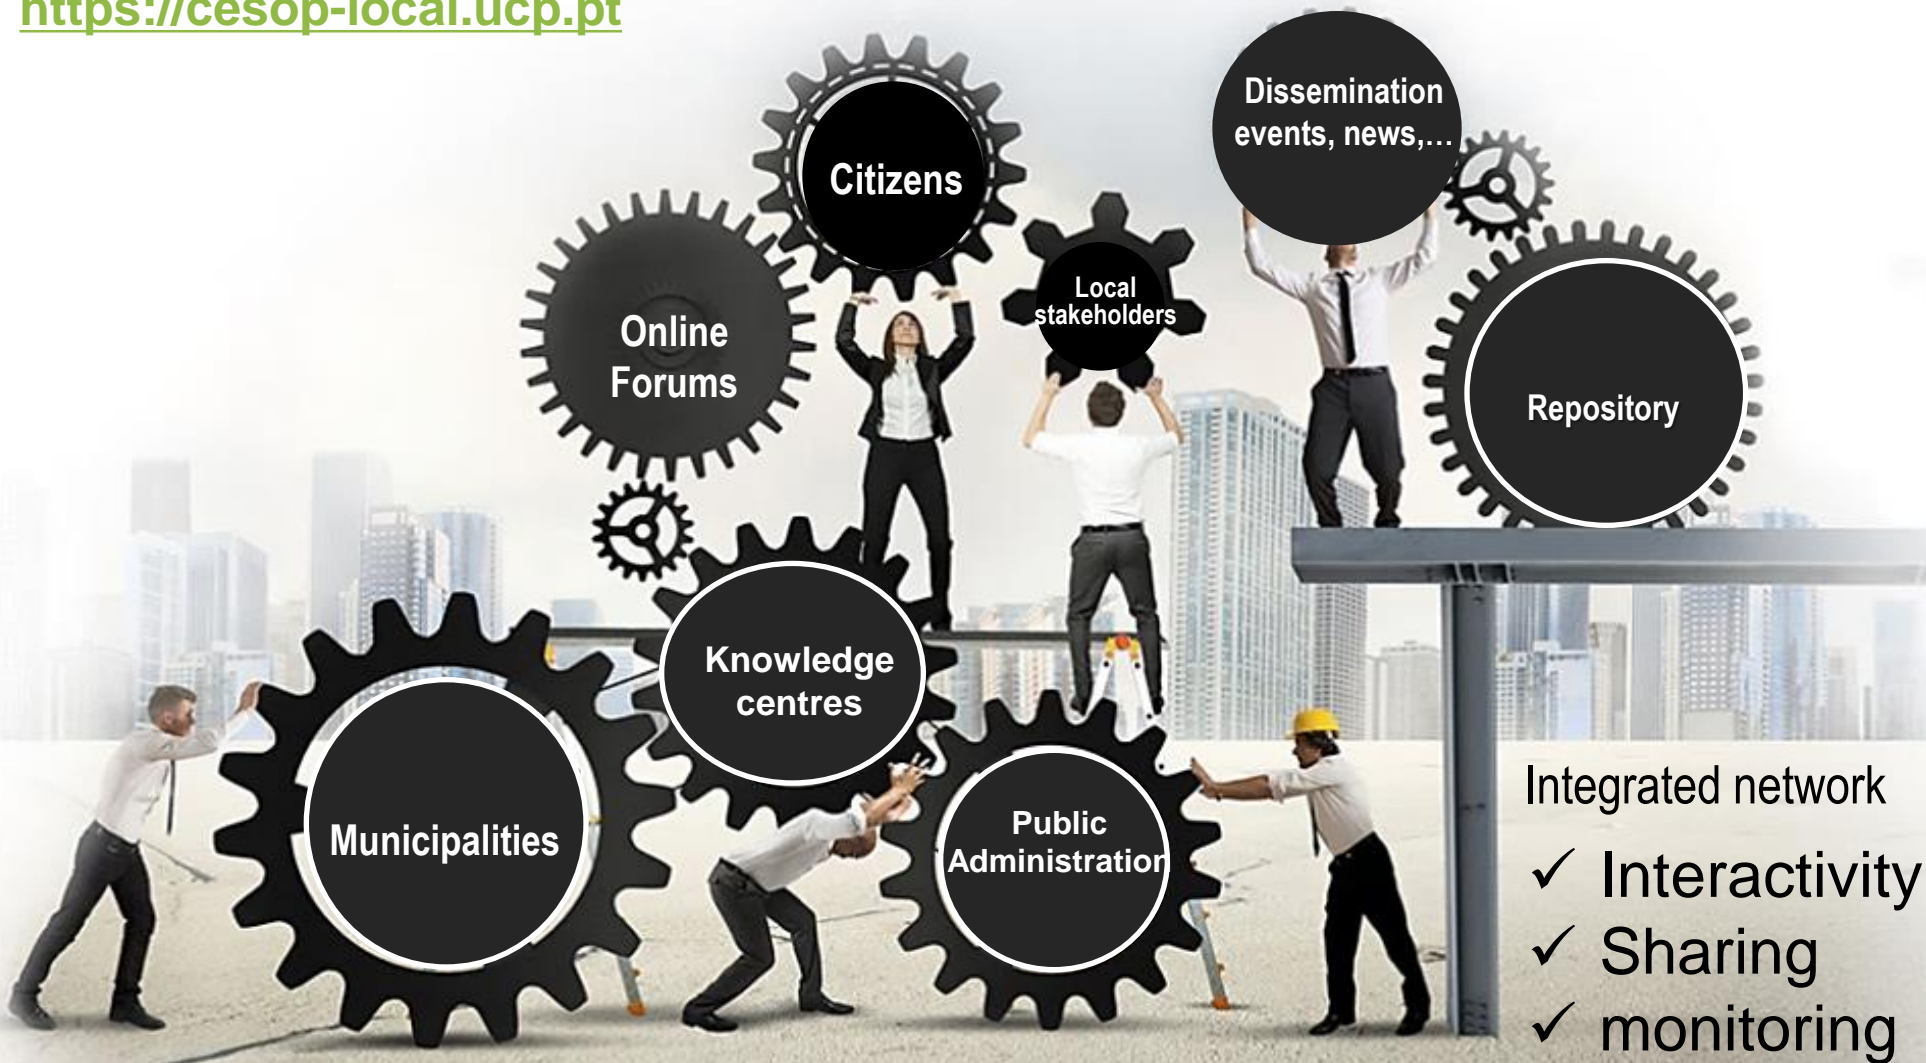 https://cesop-local.ucp.pt
Dissemination
events, news,…
Citizens
Local
stakeholders
Online
Forums
Repository
Knowledge
centres
Municipalities
Public
Administration
Integrated network
✓ Interactivity
✓ Sharing
✓ monitoring